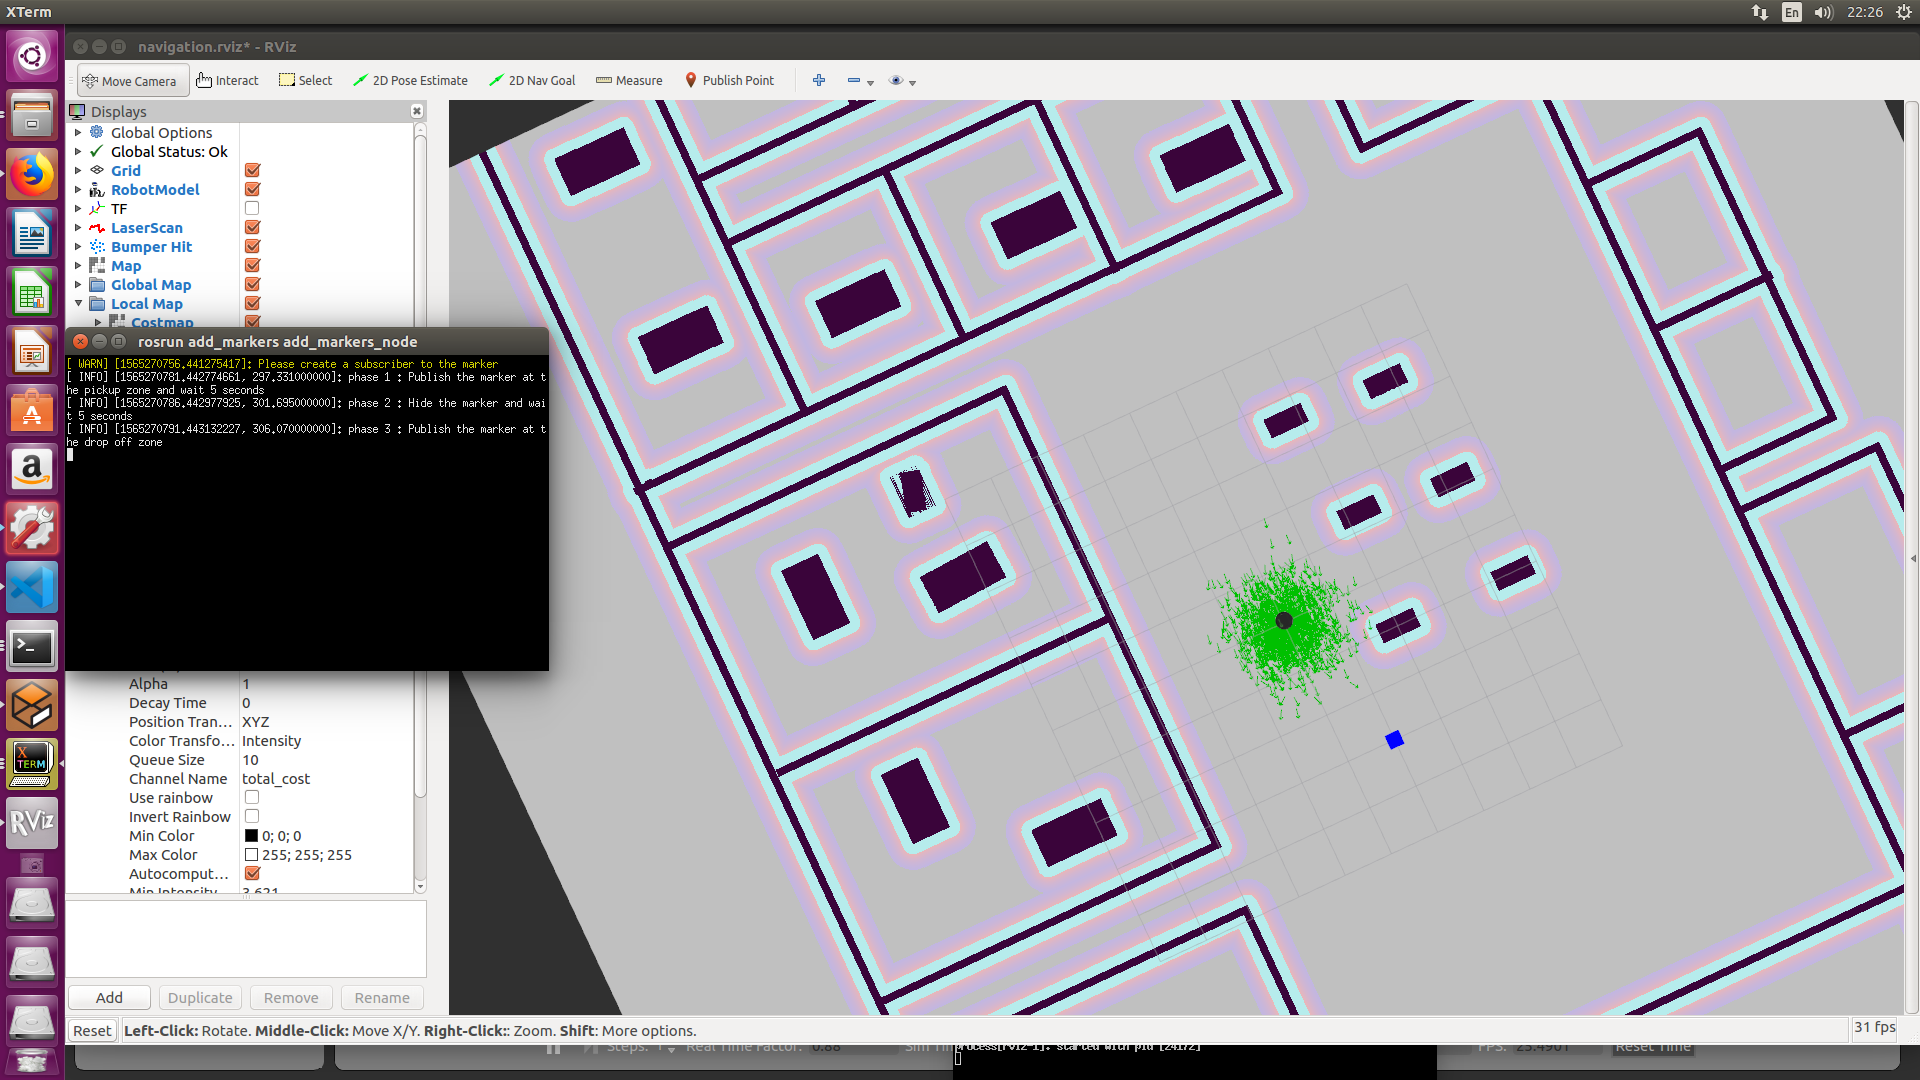 XTerm
En
22:26
navigation.rviz* - RViz
Move Camera
Interact
Select
2D Pose Estimate
2D Nav Goal
Measure
Publish Point
Displays
Global Options
Global Status: Ok
Grid
RobotModel
TF
LaserScan
Bumper Hit
Map
Global Map
Local Map
Costmap
rosrun add_markers add_markers_node
[ WARN] [1565270756.441275417]: Please create a subscriber to the marker
[ INFO] [1565270781.442774661, 297.331000000]: phase 1 : Publish the marker at t
he pickup zone and wait 5 seconds
[ INFO] [1565270786.442977925, 301.695000000]: phase 2 : Hide the marker and wai
t 5 seconds
[ INFO] [1565270791.443132227, 306.070000000]: phase 3 : Publish the marker at t
he drop off zone
Alpha 1
Decay Time 0
Position Tran... XYZ
Color Transfo... Intensity
Queue Size 10
Channel Name total_cost
Use rainbow
Invert Rainbow
Min Color 0; 0; 0
Max Color 255; 255; 255
Autocomput...
Min Intensity 3.621
Add
Duplicate
Remove
Rename
Reset
Left-Click: Rotate. Middle-Click: Move X/Y. Right-Click:: Zoom. Shift: More options.
31 fps
Steps: 1
Real Time Factor: 0.88
Sim Tim
process[rviz-1]: started with pid [24172]
FPS: 23.4901
Reset Time
a
X
TERM
RViz